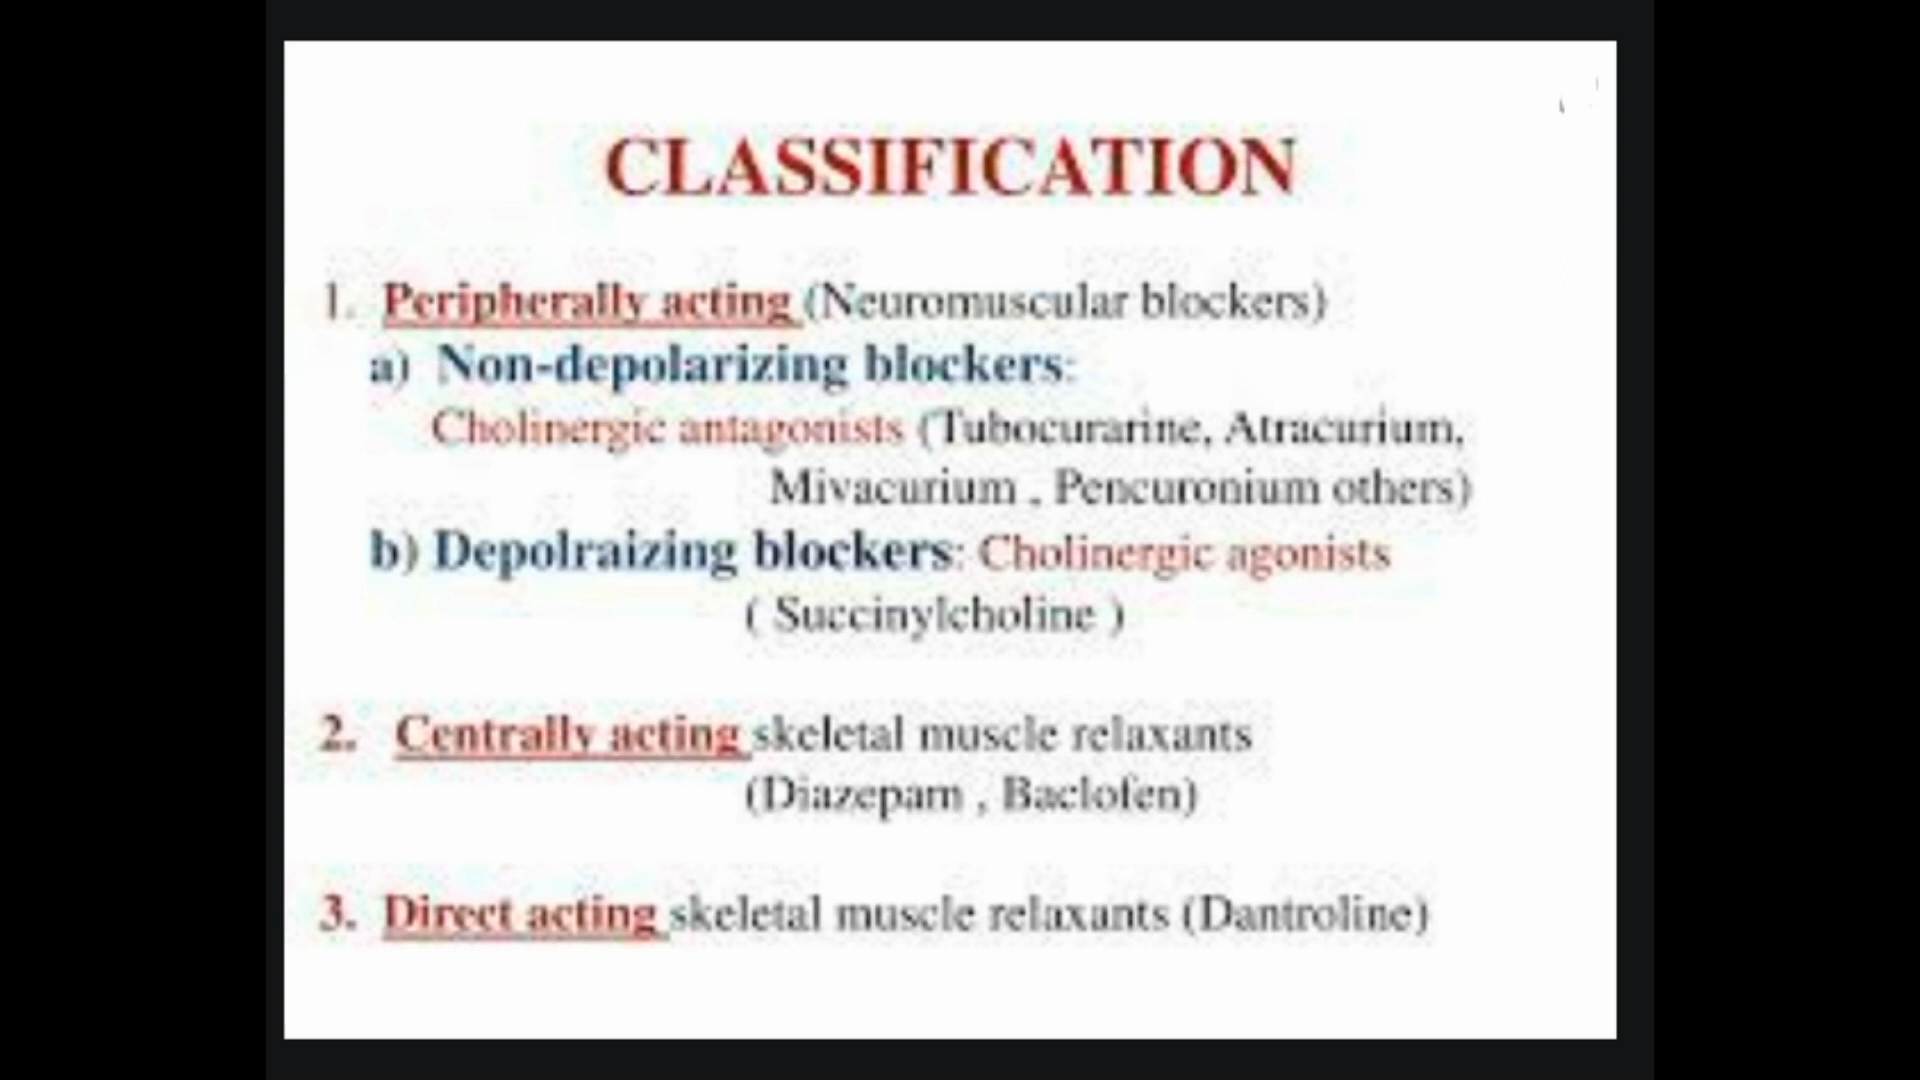 CLASSIFICATION
1. Peripherally acting (Neuromuscular blockers)
a) Non-depolarizing blockers:
Cholinergic antagonists (Tubocurarine, Atracurium,
Mivacurium , Pencuronium others)
b) Depolraizing blockers: Cholinergic agonists
( Succinylcholine )
2. Centrally acting skeletal muscle relaxants
(Diazepam , Baclofen)
3. Direct acting skeletal muscle relaxants (Dantroline)